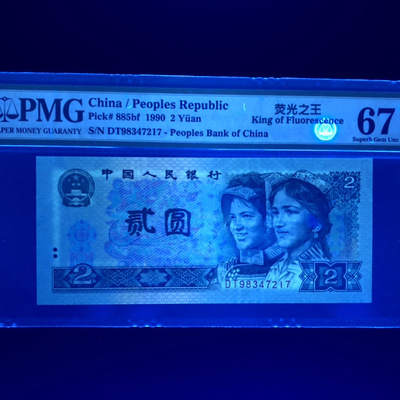 PMG
PAPER MONEY GUARANTY
China / Peoples Republic
Pick# 885bf 1990 2 Yüan
S/N DT98347217 - Peoples Bank of China
荧光之王
King of Fluorescence
67
Superb Gem Unc
中国人民银行
2
贰圆
2
2
DT98347217